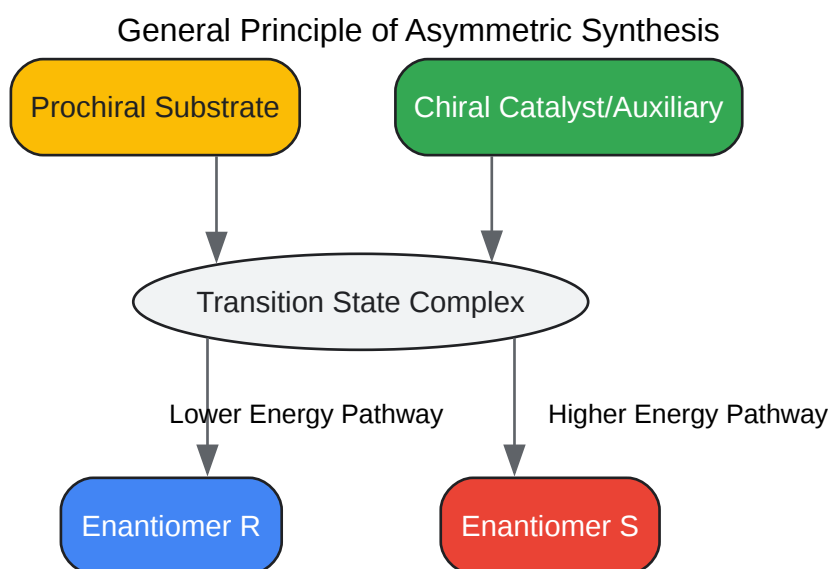 General Principle of Asymmetric Synthesis
Prochiral Substrate
Chiral Catalyst/Auxiliary
Transition State Complex
Lower Energy Pathway
Higher Energy Pathway
Enantiomer R
Enantiomer S